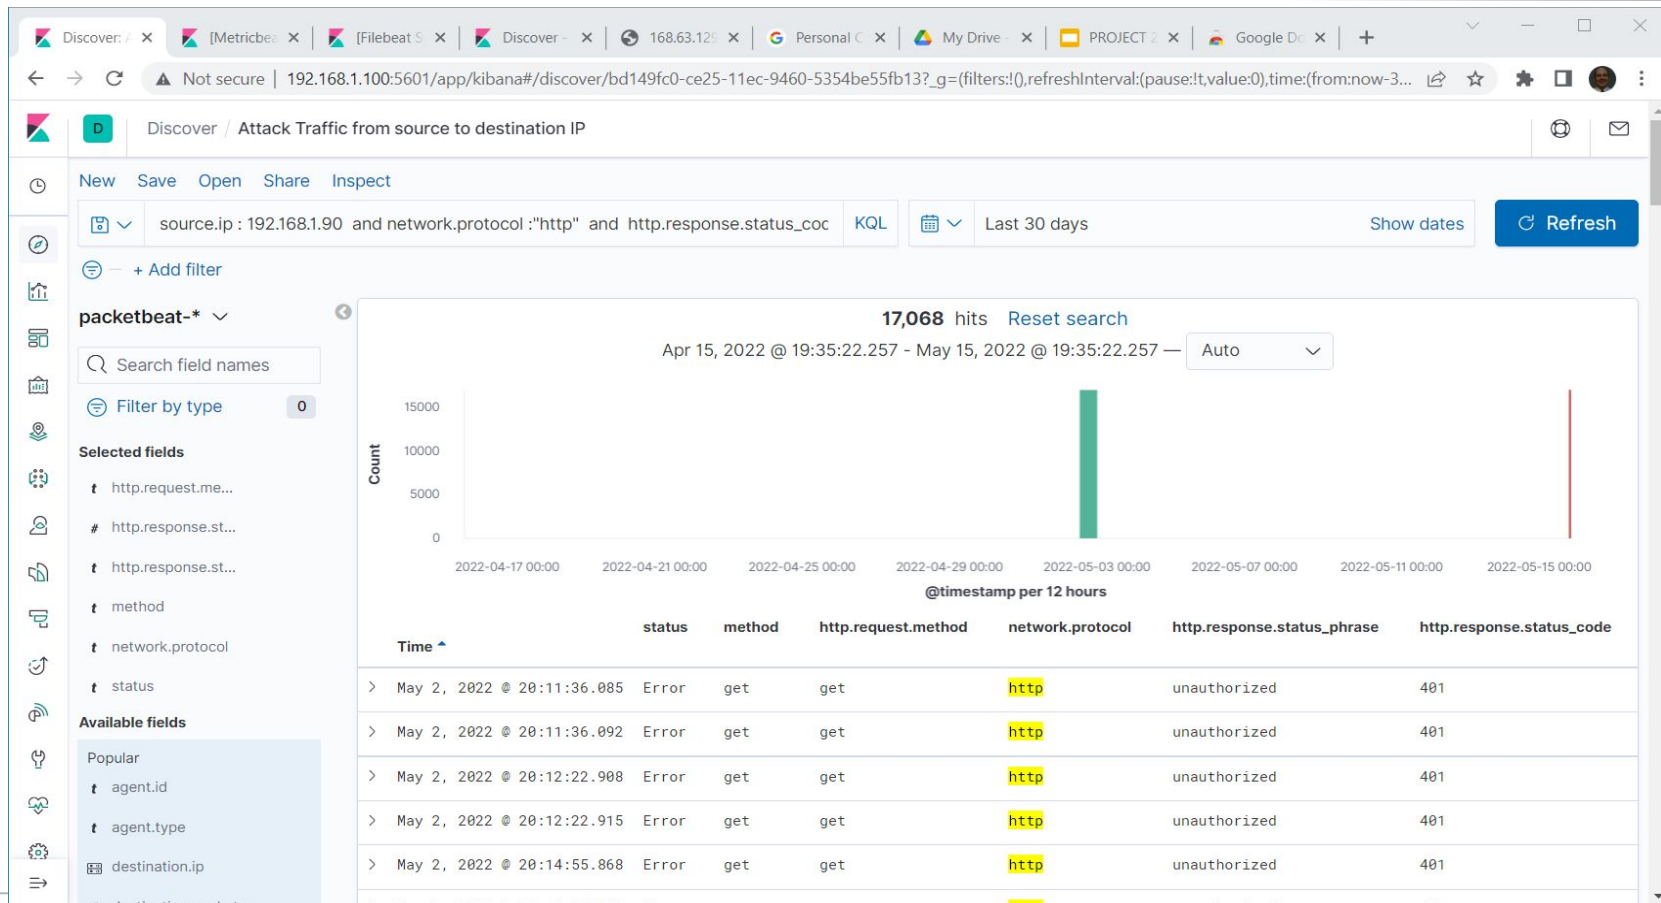 Discover: A
[Metricbea
[Filebeat S
Discover -
168.63.129
Personal C
My Drive -
PROJECT 2
Google Do
Not secure | 192.168.1.100:5601/app/kibana#/discover/bd149fc0-ce25-11ec-9460-5354be55fb13?_g=(filters:!(),refreshInterval:(pause:!t,value:0),time:(from:now-3...
D Discover / Attack Traffic from source to destination IP
New Save Open Share Inspect
source.ip : 192.168.1.90 and network.protocol :"http" and http.response.status_coc KQL Last 30 days Show dates Refresh
+ Add filter
packetbeat-*
Search field names
Filter by type 0
Selected fields
t http.request.me...
# http.response.st...
t http.response.st...
t method
t network.protocol
t status
Available fields
Popular
t agent.id
t agent.type
destination.ip
17,068 hits Reset search
Apr 15, 2022 @ 19:35:22.257 - May 15, 2022 @ 19:35:22.257 — Auto
Count
15000
10000
5000
0
2022-04-17 00:00 2022-04-21 00:00 2022-04-25 00:00 2022-04-29 00:00 2022-05-03 00:00 2022-05-07 00:00 2022-05-11 00:00 2022-05-15 00:00
@timestamp per 12 hours
Time status method http.request.method network.protocol http.response.status_phrase http.response.status_code
May 2, 2022 @ 20:11:36.085 Error get get http unauthorized 401
May 2, 2022 @ 20:11:36.092 Error get get http unauthorized 401
May 2, 2022 @ 20:12:22.908 Error get get http unauthorized 401
May 2, 2022 @ 20:12:22.915 Error get get http unauthorized 401
May 2, 2022 @ 20:14:55.868 Error get get http unauthorized 401